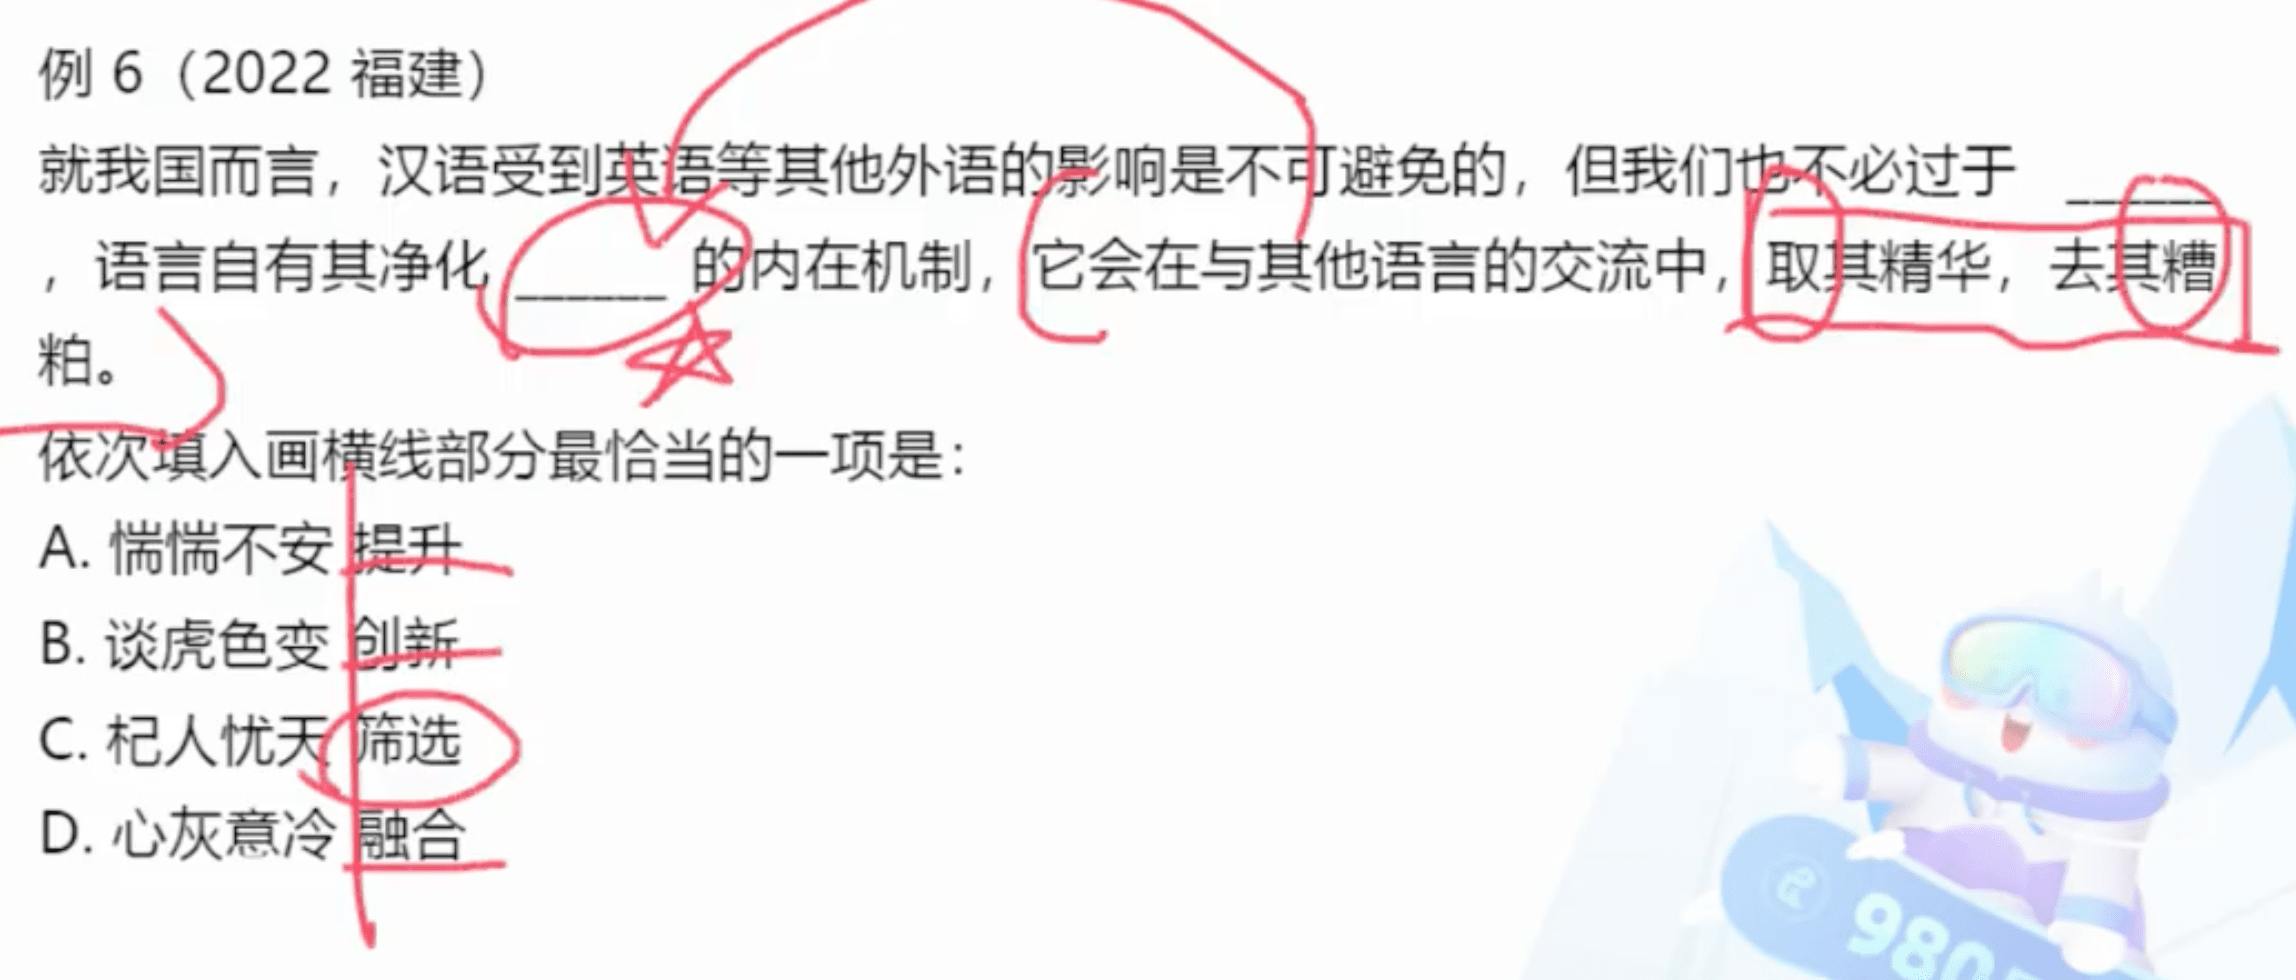 例 6（2022 福建）
就我国而言，汉语受到英语等其他外语的影响是不可避免的，但我们也不必过于 ______
，语言自有其净化 ______ 的内在机制，它会在与其他语言的交流中，取其精华，去其糟
粕。
依次填入画横线部分最恰当的一项是：
A. 惴惴不安 提升
B. 谈虎色变 创新
C. 杞人忧天 筛选
D. 心灰意冷 融合
980